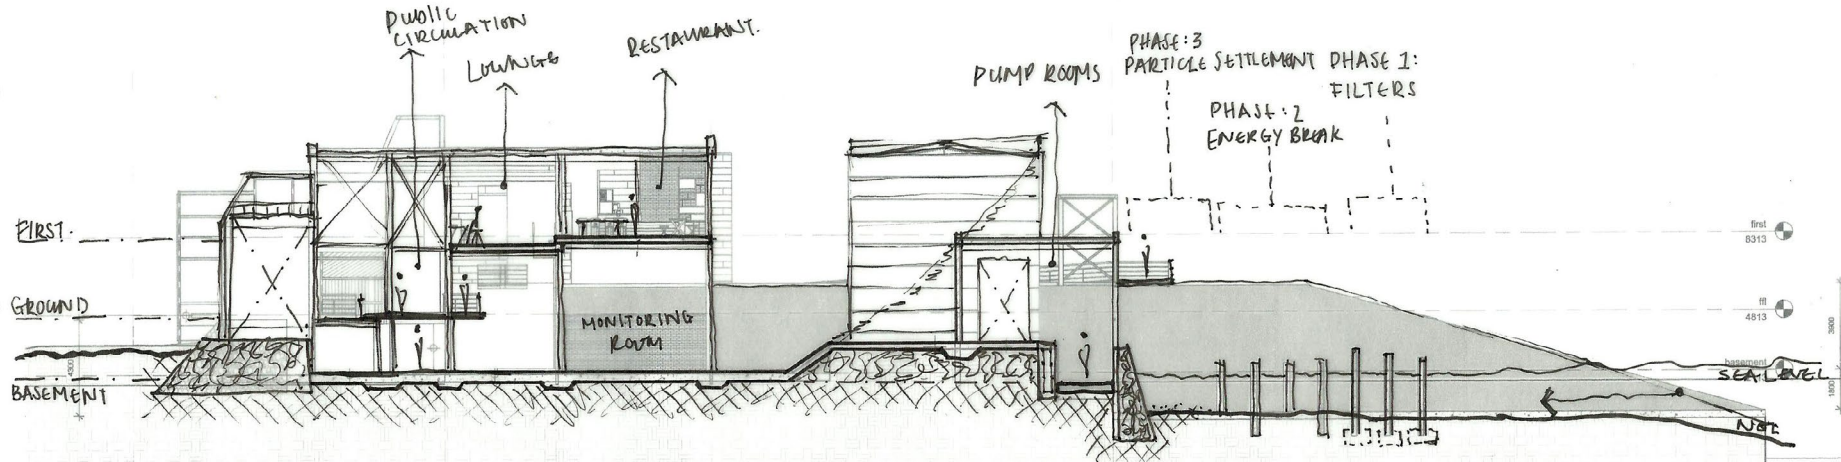 PUBLIC
CIRCULATION
LOUNGE
RESTAURANT.
PUMP ROOMS
PHASE: 3
PARTICLE SETTLEMENT
PHASE 1:
FILTERS
PHASE: 2
ENERGY BREAK
FIRST.
GROUND
BASEMENT
MONITORING
ROOM
first
8313
ffl
4813
basement
SEA LEVEL
3900
1800
4300